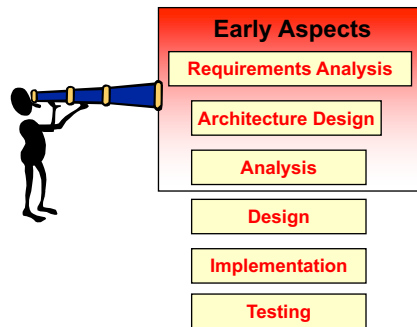 Early Aspects
Requirements Analysis
Architecture Design
Analysis
Design
Implementation
Testing